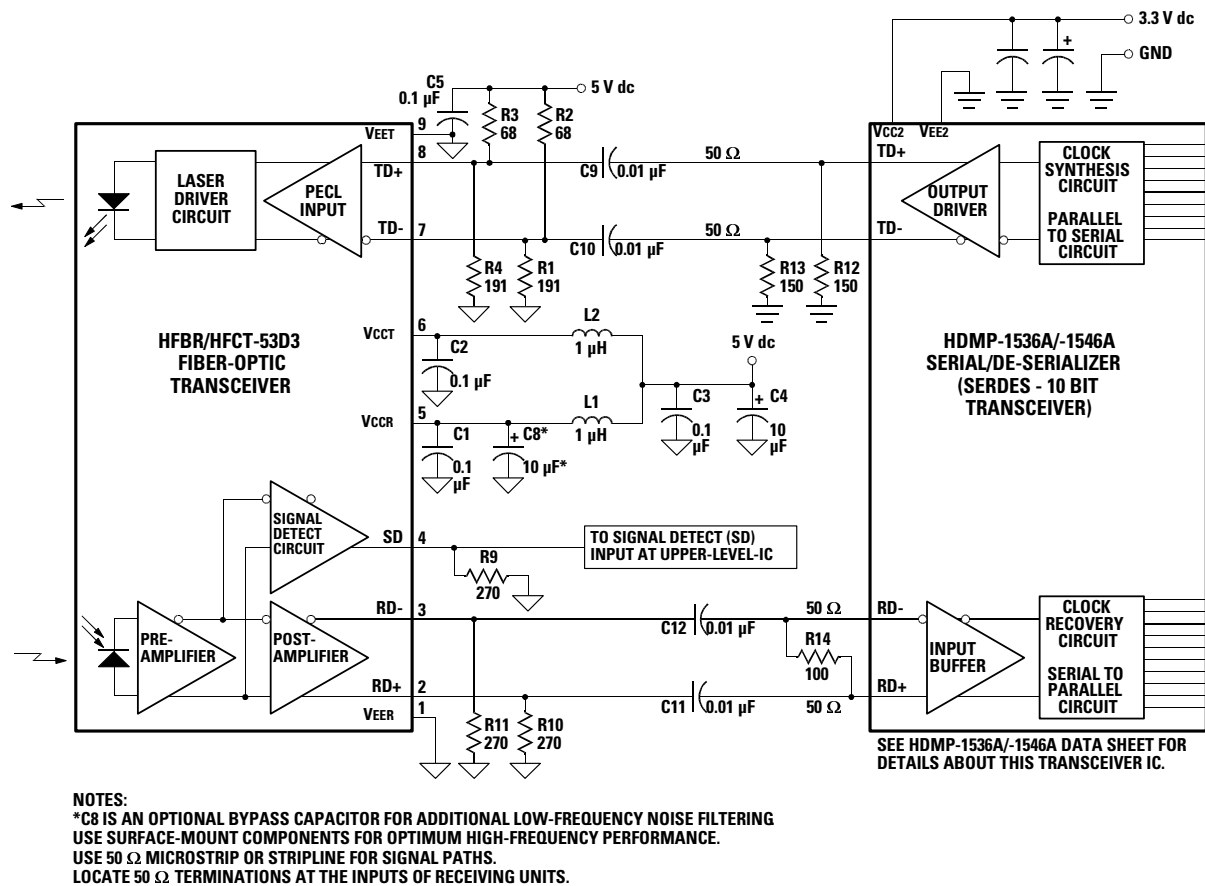 3.3 V dc
GND
C5
0.1 µF
5 V dc
R3
68
R2
68
9
VEET
VCC2
VEE2
8
TD+
C9
0.01 µF
50 Ω
TD+
LASER
DRIVER
CIRCUIT
PECL
INPUT
OUTPUT
DRIVER
CLOCK
SYNTHESIS
CIRCUIT
PARALLEL
TO SERIAL
CIRCUIT
TD-
7
C10
0.01 µF
50 Ω
TD-
R4
191
R1
191
R13
150
R12
150
HFBR/HFCT-53D3
FIBER-OPTIC
TRANSCEIVER
HDMP-1536A/-1546A
SERIAL/DE-SERIALIZER
(SERDES - 10 BIT
TRANSCEIVER)
VCCT
6
L2
1 µH
C2
0.1 µF
5 V dc
VCCR
5
L1
1 µH
C3
0.1
µF
+ C4
10
µF
C1
0.1
µF
+ C8*
10 µF*
SIGNAL
DETECT
CIRCUIT
SD
4
TO SIGNAL DETECT (SD)
INPUT AT UPPER-LEVEL-IC
R9
270
PRE-
AMPLIFIER
POST-
AMPLIFIER
RD-
3
C12
0.01 µF
50 Ω
RD-
R14
100
INPUT
BUFFER
CLOCK
RECOVERY
CIRCUIT
SERIAL TO
PARALLEL
CIRCUIT
RD+
2
C11
0.01 µF
50 Ω
RD+
VEER
1
R11
270
R10
270
SEE HDMP-1536A/-1546A DATA SHEET FOR
DETAILS ABOUT THIS TRANSCEIVER IC.
NOTES:
*C8 IS AN OPTIONAL BYPASS CAPACITOR FOR ADDITIONAL LOW-FREQUENCY NOISE FILTERING.
USE SURFACE-MOUNT COMPONENTS FOR OPTIMUM HIGH-FREQUENCY PERFORMANCE.
USE 50 Ω MICROSTRIP OR STRIPLINE FOR SIGNAL PATHS.
LOCATE 50 Ω TERMINATIONS AT THE INPUTS OF RECEIVING UNITS.